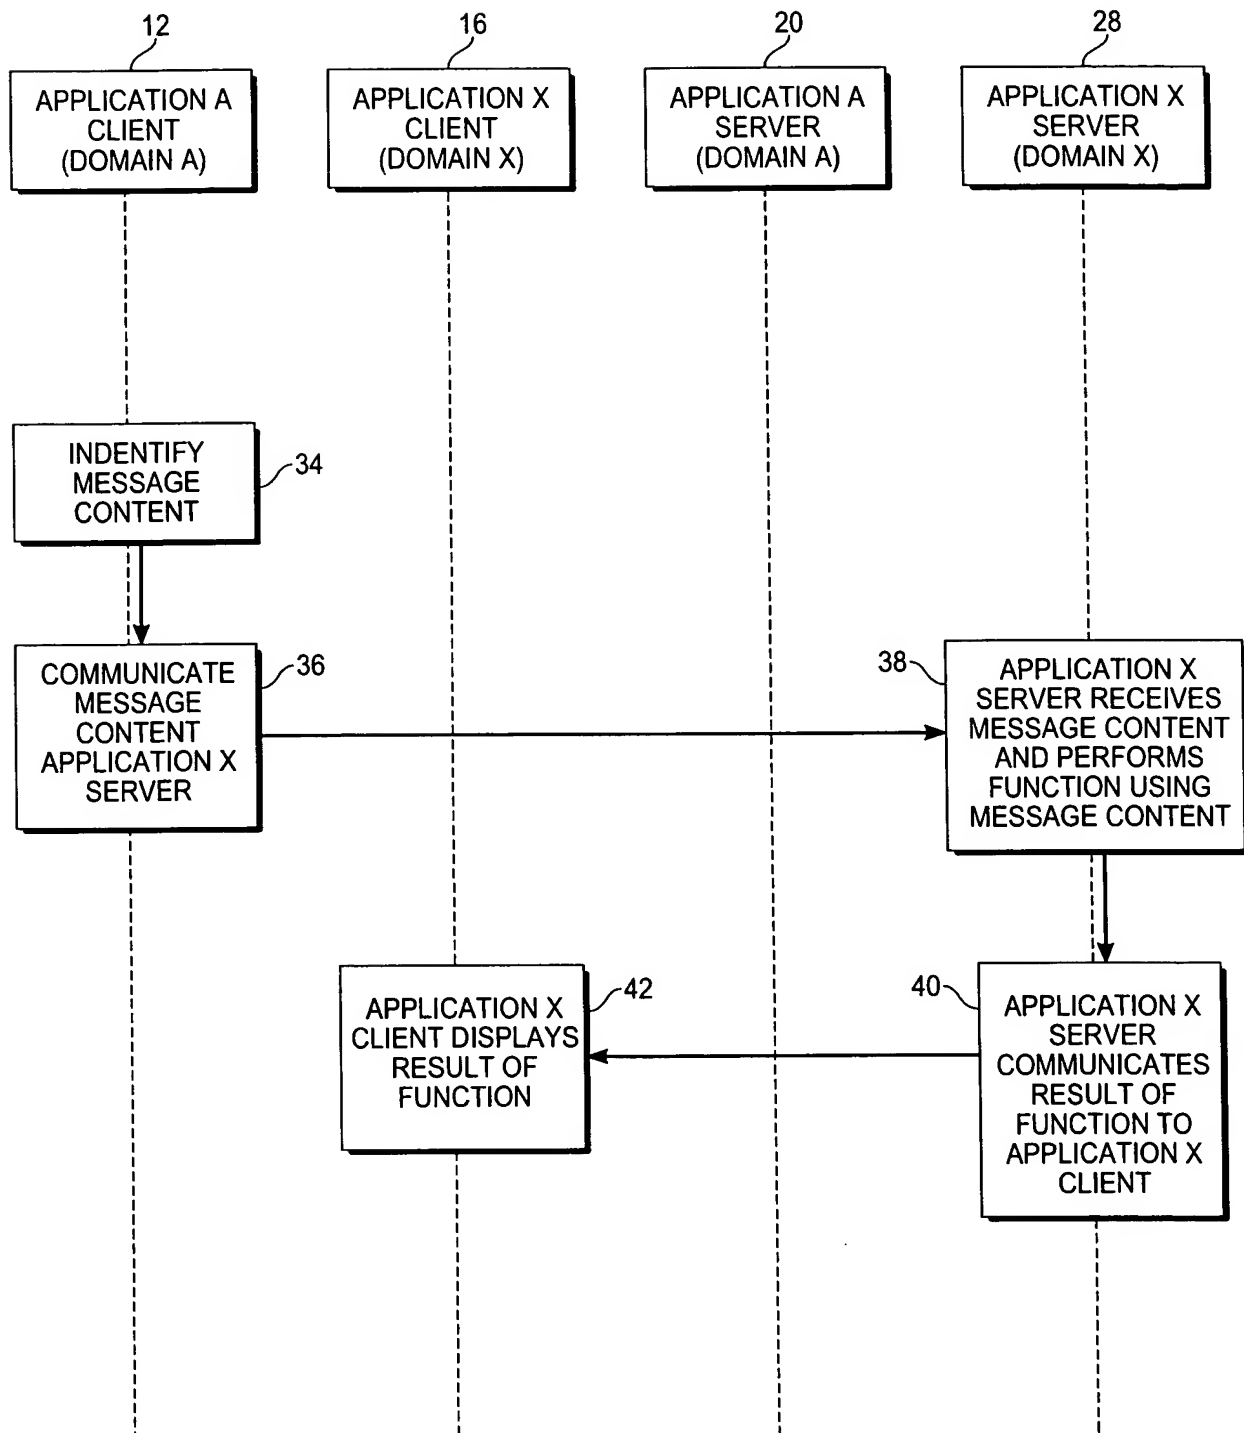 12
16
20
28
APPLICATION A
CLIENT
(DOMAIN A)
APPLICATION X
CLIENT
(DOMAIN X)
APPLICATION A
SERVER
(DOMAIN A)
APPLICATION X
SERVER
(DOMAIN X)
INDENTIFY
MESSAGE
CONTENT
34
COMMUNICATE
MESSAGE
CONTENT
APPLICATION X
SERVER
36
38
APPLICATION X
SERVER RECEIVES
MESSAGE CONTENT
AND PERFORMS
FUNCTION USING
MESSAGE CONTENT
APPLICATION X
CLIENT DISPLAYS
RESULT OF
FUNCTION
42
40
APPLICATION X
SERVER
COMMUNICATES
RESULT OF
FUNCTION TO
APPLICATION X
CLIENT